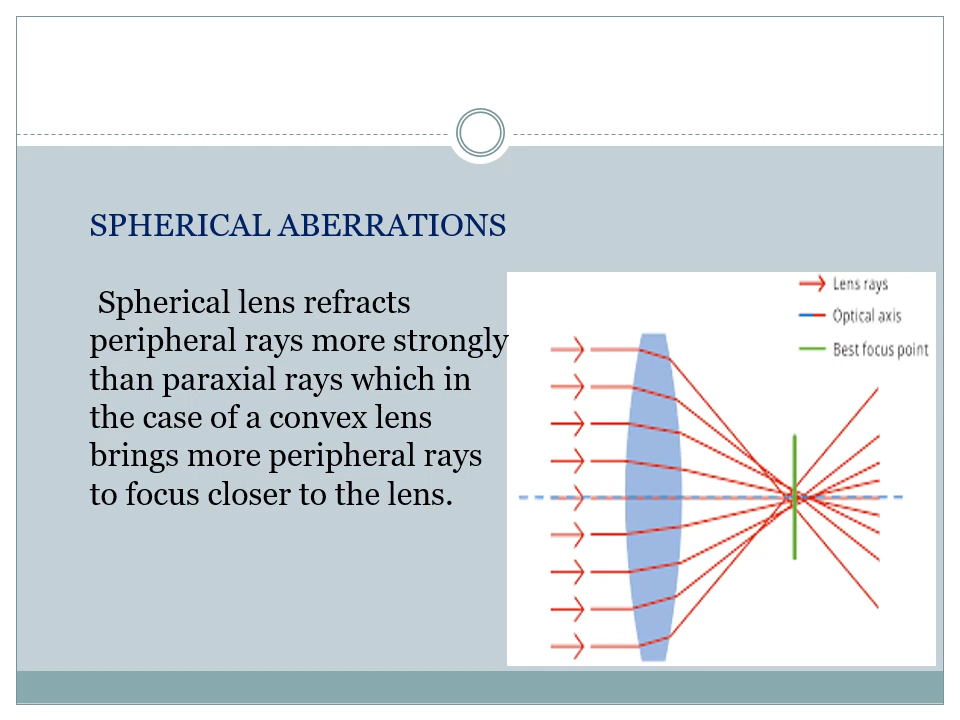 SPHERICAL ABERRATIONS
Spherical lens refracts
peripheral rays more strongly
than paraxial rays which in
the case of a convex lens
brings more peripheral rays
to focus closer to the lens.
Lens rays
Optical axis
Best focus point